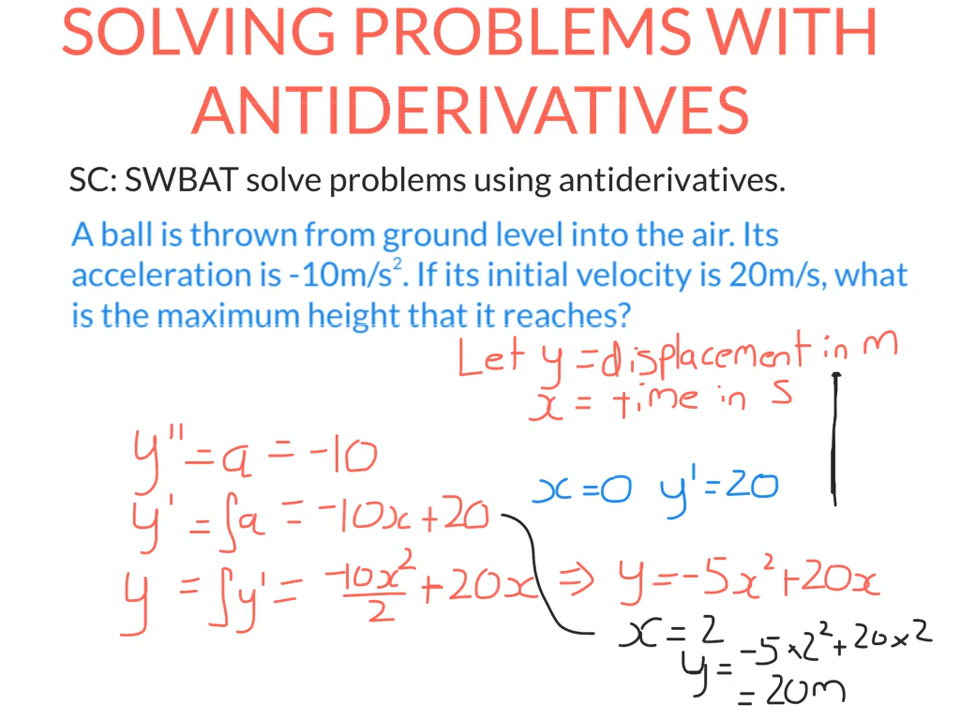 SOLVING PROBLEMS WITH
ANTIDERIVATIVES
SC: SWBAT solve problems using antiderivatives.
A ball is thrown from ground level into the air. Its
acceleration is -10m/s². If its initial velocity is 20m/s, what
is the maximum height that it reaches?
Let y = displacement in m
x = time in s
y'' = a = -10
x = 0 y' = 20
y' = ∫a = -10x + 20
y = ∫y' = -10x²/2 + 20x ⇒ y = -5x² + 20x
x = 2
y = -5 × 2² + 20 × 2
= 20m